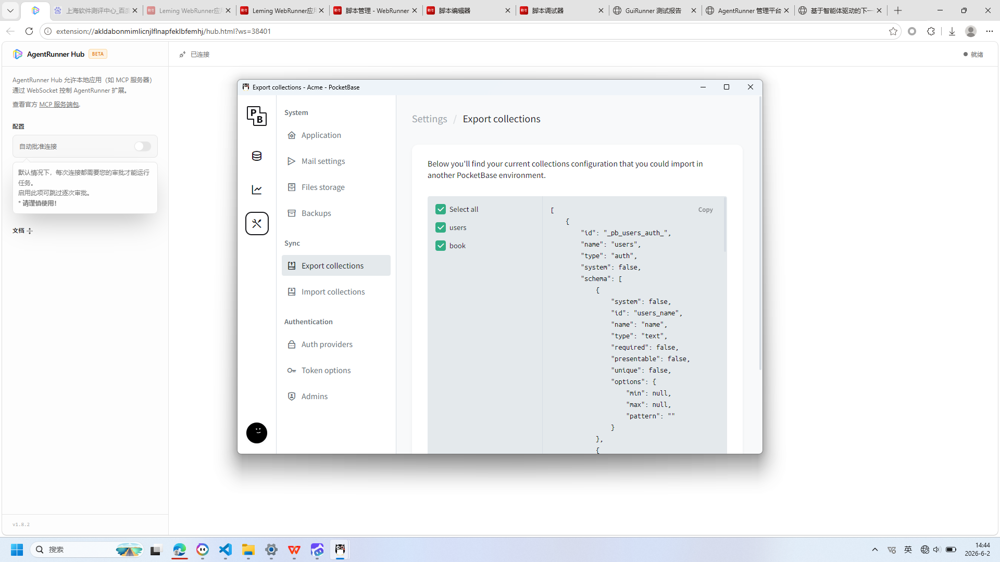 上海软件测评中心_百度
Leming WebRunner应用
Leming WebRunner应用
脚本管理 - WebRunner
脚本编辑器
脚本调试器
GuiRunner 测试报告
AgentRunner 管理平台
基于智能体驱动的下一
extension://akldabonmimlicnjlflnapfeklbfemhj/hub.html?ws=38401
AgentRunner Hub BETA
已连接
就绪
AgentRunner Hub 允许本地应用（如 MCP 服务器）
通过 WebSocket 控制 AgentRunner 扩展。
查看官方 MCP 服务端包。
配置
自动批准连接
默认情况下，每次连接都需要您的审批才能运行
任务。
启用此项可跳过逐次审批。
* 请谨慎使用！
文档
v1.8.2
Export collections - Acme - PocketBase
P
B
System
Application
Mail settings
Files storage
Backups
Sync
Export collections
Import collections
Authentication
Auth providers
Token options
Admins
Settings / Export collections
Below you'll find your current collections configuration that you could import in
another PocketBase environment.
Select all
users
book
Copy
[
{
"id": "_pb_users_auth_",
"name": "users",
"type": "auth",
"system": false,
"schema": [
{
"system": false,
"id": "users_name",
"name": "name",
"type": "text",
"required": false,
"presentable": false,
"unique": false,
"options": {
"min": null,
"max": null,
"pattern": ""
}
},
{
搜索
英
14:44
2026-6-2